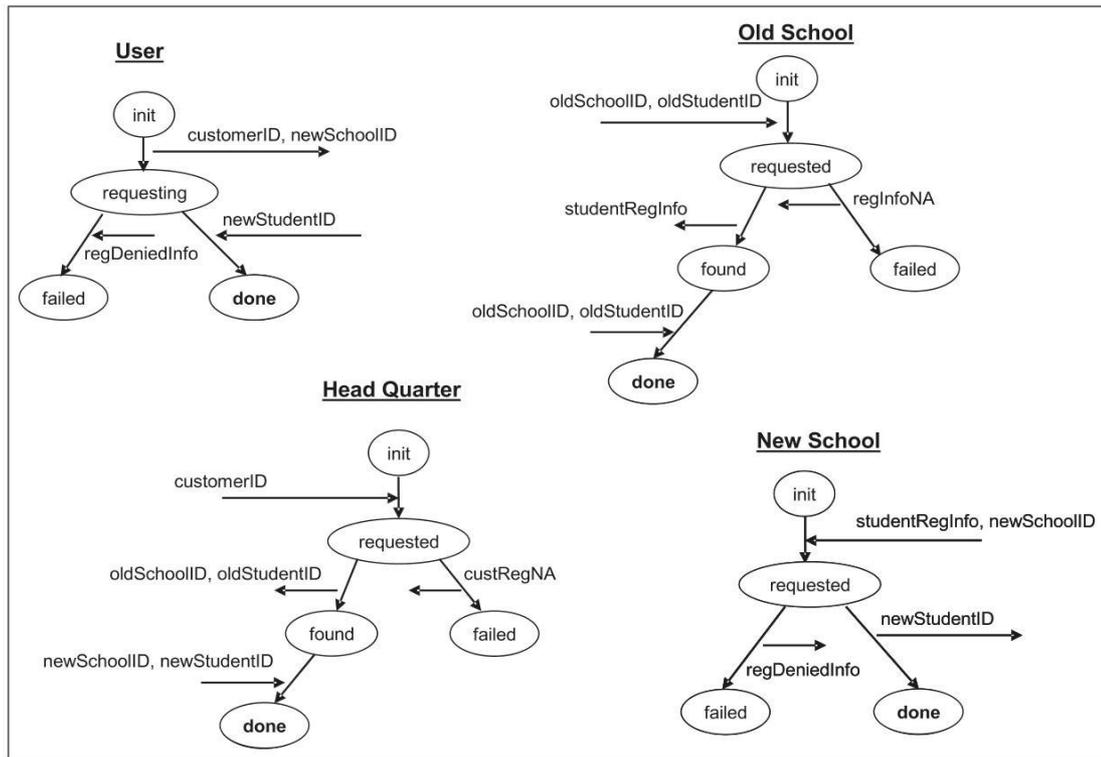 User
init
customerID, newSchoolID
requesting
newStudentID
regDeniedInfo
failed
done
Old School
init
oldSchoolID, oldStudentID
requested
studentRegInfo
regInfoNA
found
failed
oldSchoolID, oldStudentID
done
Head Quarter
init
customerID
requested
oldSchoolID, oldStudentID
custRegNA
found
failed
newSchoolID, newStudentID
done
New School
init
studentRegInfo, newSchoolID
requested
newStudentID
regDeniedInfo
failed
done